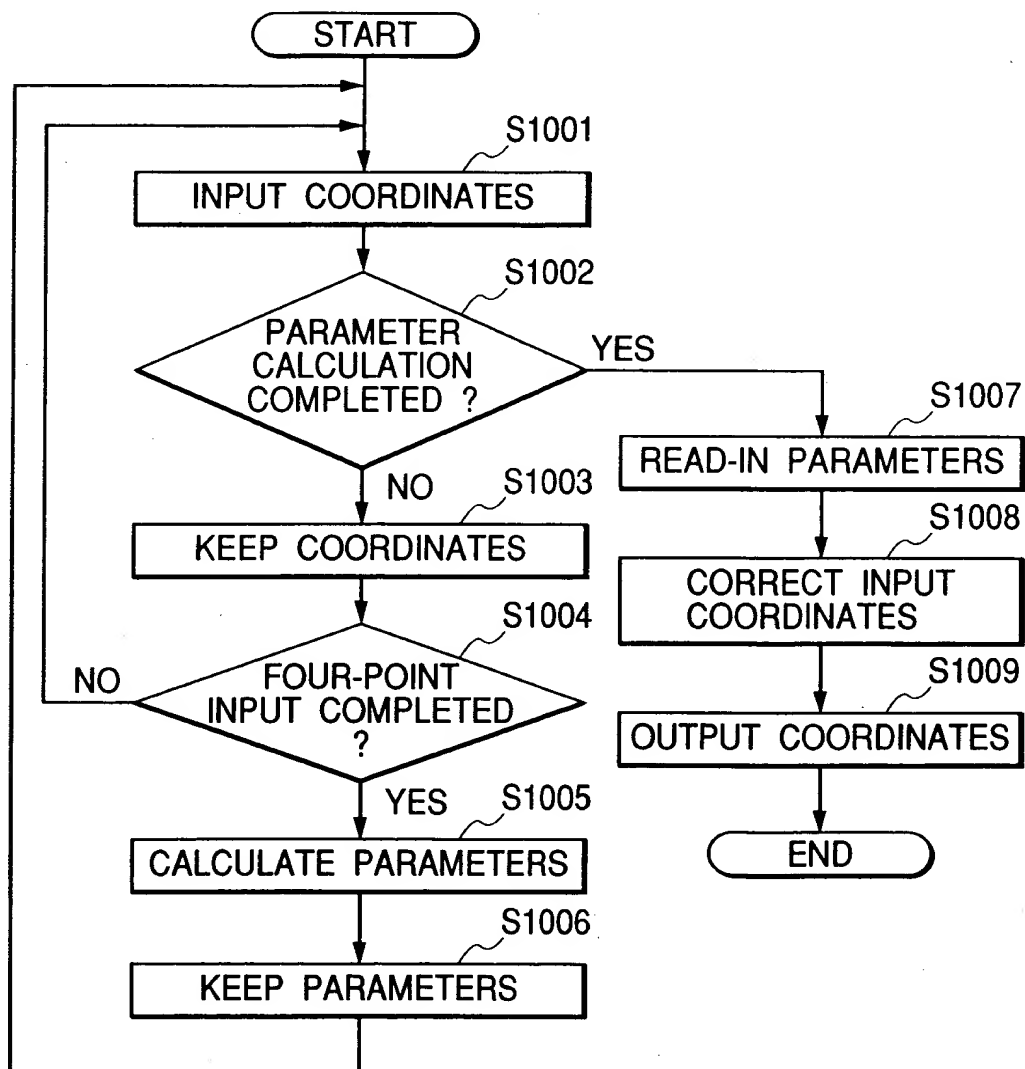 START
S1001
INPUT COORDINATES
S1002
PARAMETER
CALCULATION
COMPLETED ?
YES
NO
S1003
KEEP COORDINATES
S1004
FOUR-POINT
INPUT COMPLETED
?
NO
YES
S1005
CALCULATE PARAMETERS
S1006
KEEP PARAMETERS
S1007
READ-IN PARAMETERS
S1008
CORRECT INPUT
COORDINATES
S1009
OUTPUT COORDINATES
END